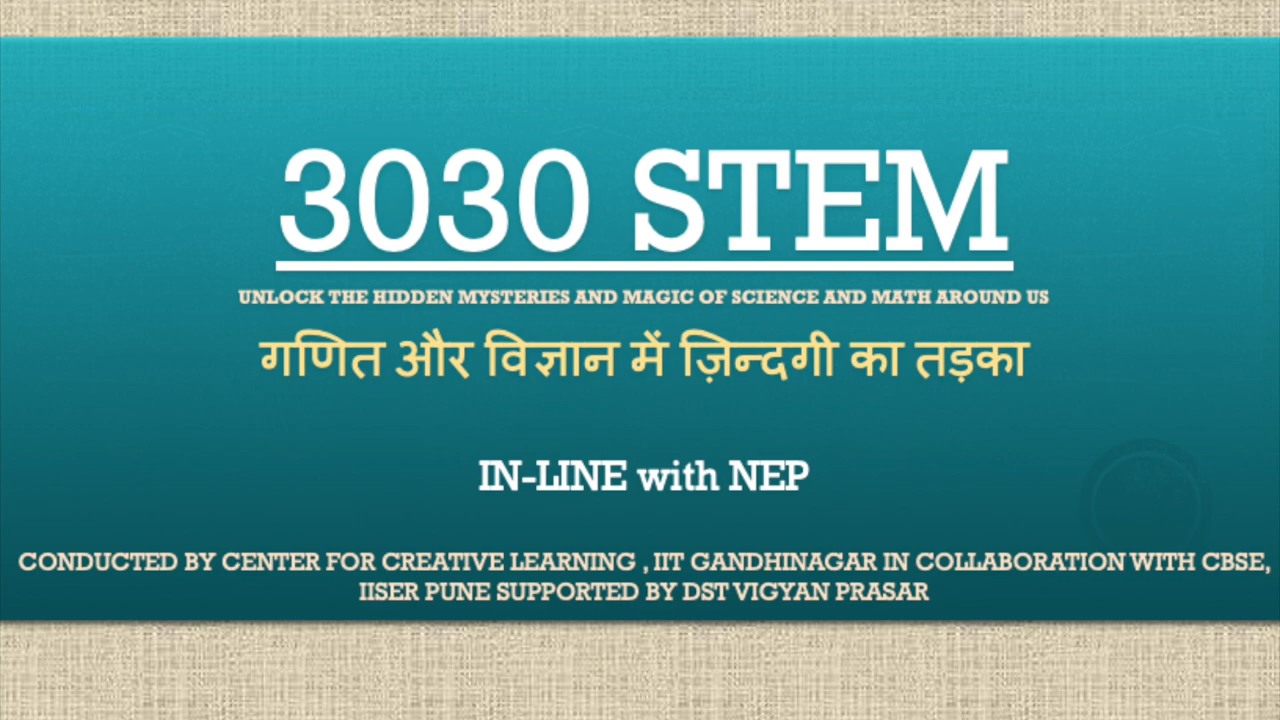 3030 STEM
UNLOCK THE HIDDEN MYSTERIES AND MAGIC OF SCIENCE AND MATH AROUND US
गणित और विज्ञान में ज़िन्दगी का तड़का
IN-LINE with NEP
CONDUCTED BY CENTER FOR CREATIVE LEARNING , IIT GANDHINAGAR IN COLLABORATION WITH CBSE,
IISER PUNE SUPPORTED BY DST VIGYAN PRASAR